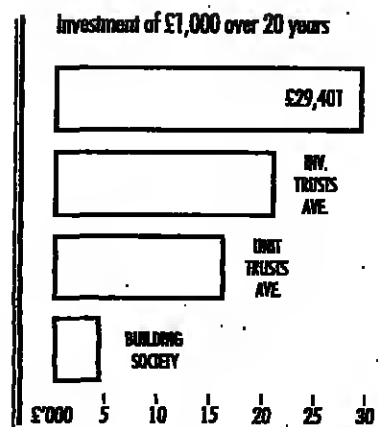 Investment of £1,000 over 20 years
£29,401
INV.
TRUSTS
AVE.
UNIT
TRUSTS
AVE.
BUILDING
SOCIETY
£'000 5 10 15 20 25 30